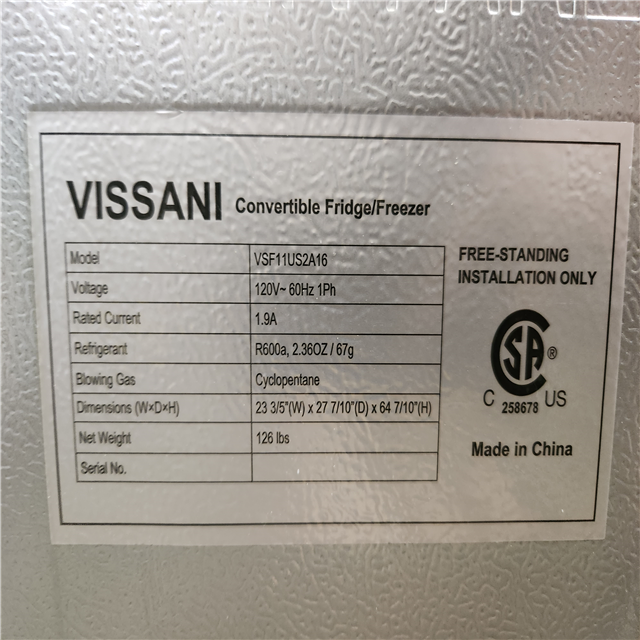 VISSANI Convertible Fridge/Freezer
Model VSF11US2A16
Voltage 120V~ 60Hz 1Ph
Rated Current 1.9A
Refrigerant R600a, 2.36OZ / 67g
Blowing Gas Cyclopentane
Dimensions (W×D×H) 23 3/5"(W) x 27 7/10"(D) x 64 7/10"(H)
Net Weight 126 lbs
Serial No.
FREE-STANDING
INSTALLATION ONLY
CSA ®
C 258678 US
Made in China